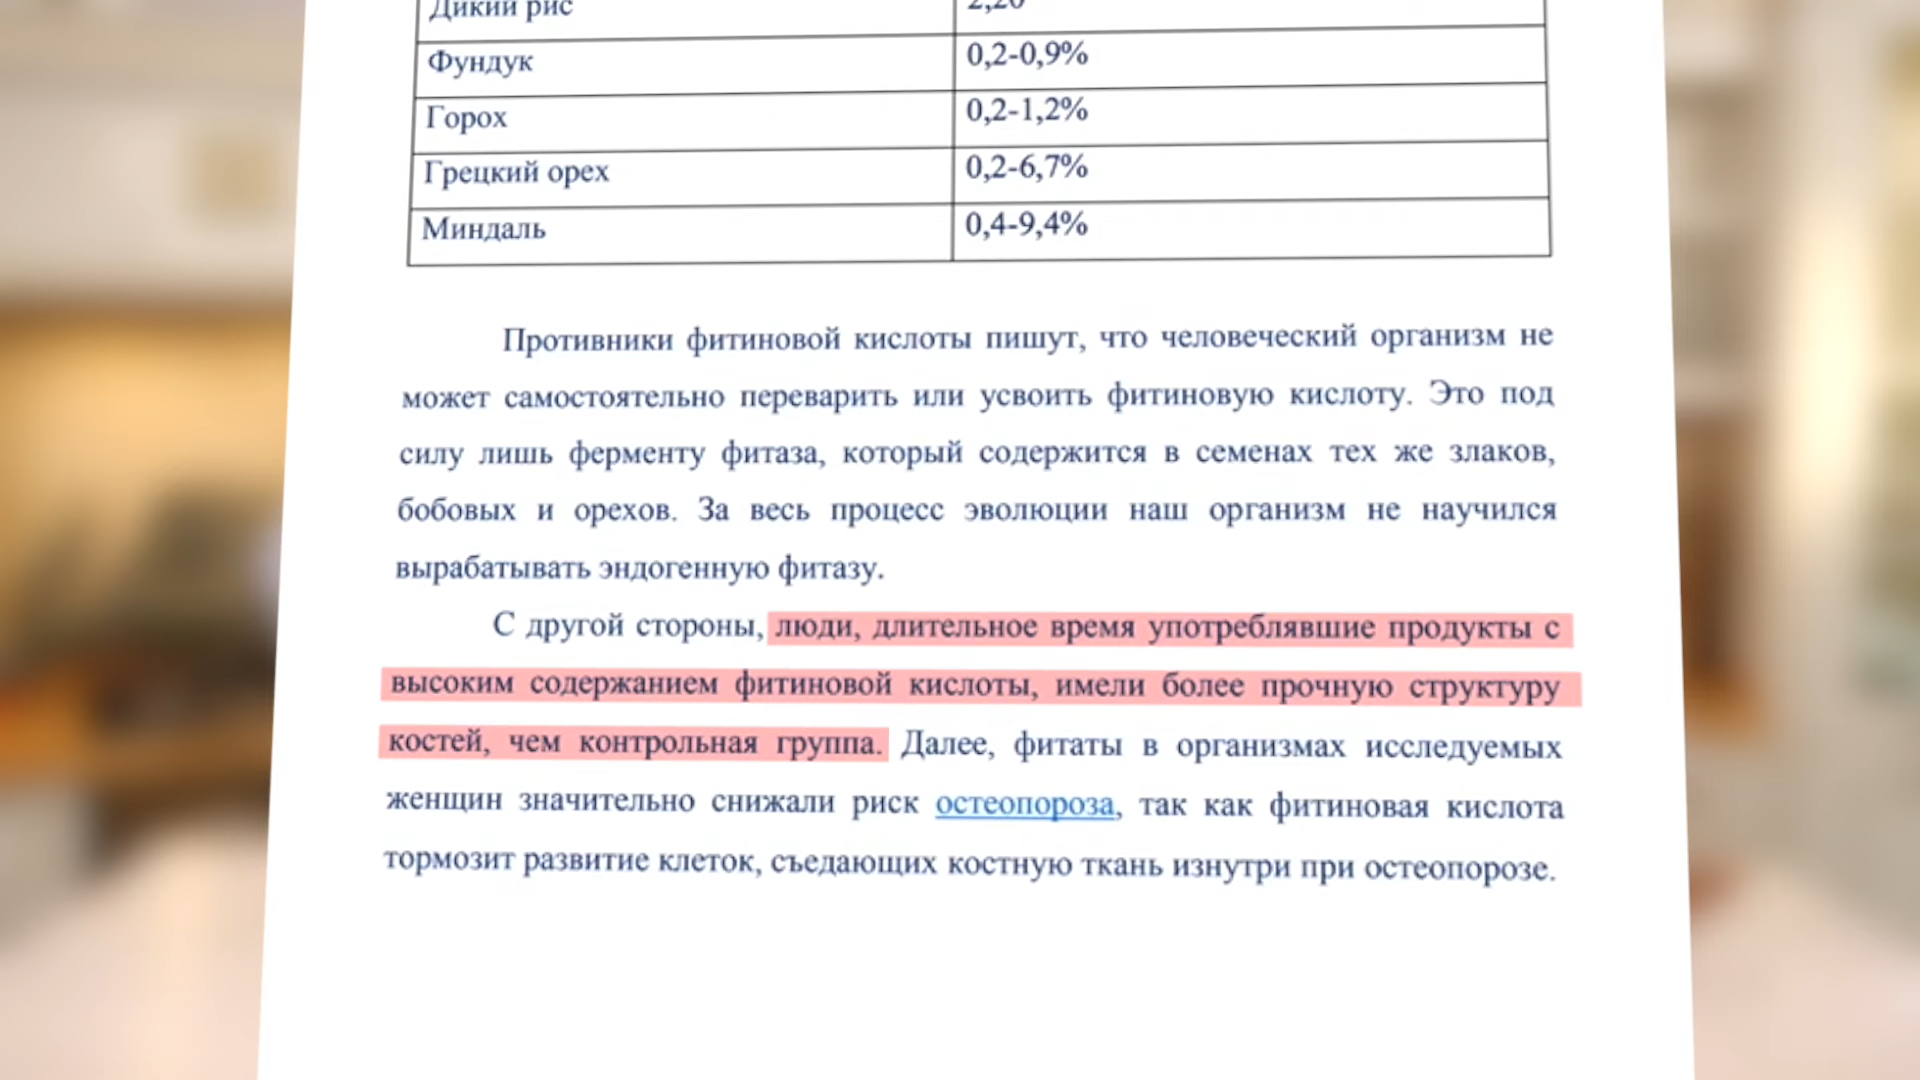 Дикий рис 2,20
Фундук 0,2-0,9%
Горох 0,2-1,2%
Грецкий орех 0,2-6,7%
Миндаль 0,4-9,4%
Противники фитиновой кислоты пишут, что человеческий организм не
может самостоятельно переварить или усвоить фитиновую кислоту. Это под
силу лишь ферменту фитаза, который содержится в семенах тех же злаков,
бобовых и орехов. За весь процесс эволюции наш организм не научился
вырабатывать эндогенную фитазу.
С другой стороны, люди, длительное время употреблявшие продукты с
высоким содержанием фитиновой кислоты, имели более прочную структуру
костей, чем контрольная группа. Далее, фитаты в организмах исследуемых
женщин значительно снижали риск остеопороза, так как фитиновая кислота
тормозит развитие клеток, съедающих костную ткань изнутри при остеопорозе.